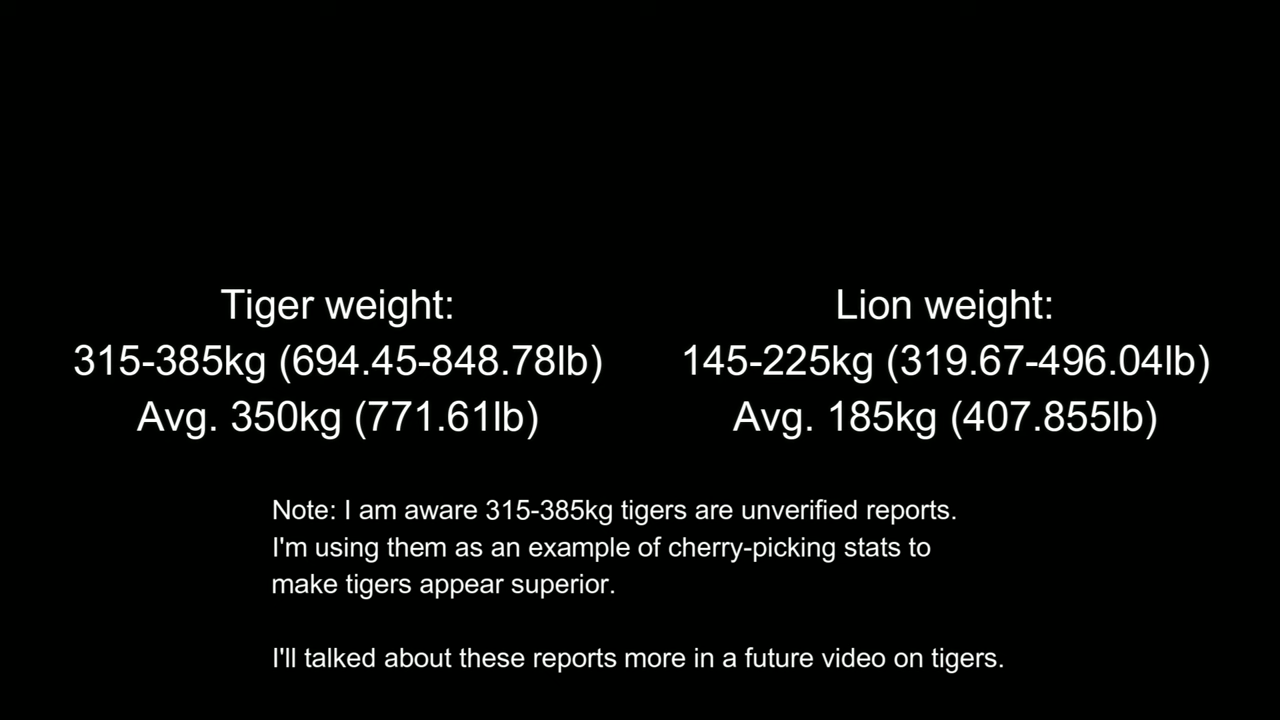 Tiger weight:
315-385kg (694.45-848.78lb)
Avg. 350kg (771.61lb)
Lion weight:
145-225kg (319.67-496.04lb)
Avg. 185kg (407.855lb)
Note: I am aware 315-385kg tigers are unverified reports.
I'm using them as an example of cherry-picking stats to
make tigers appear superior.
I'll talked about these reports more in a future video on tigers.